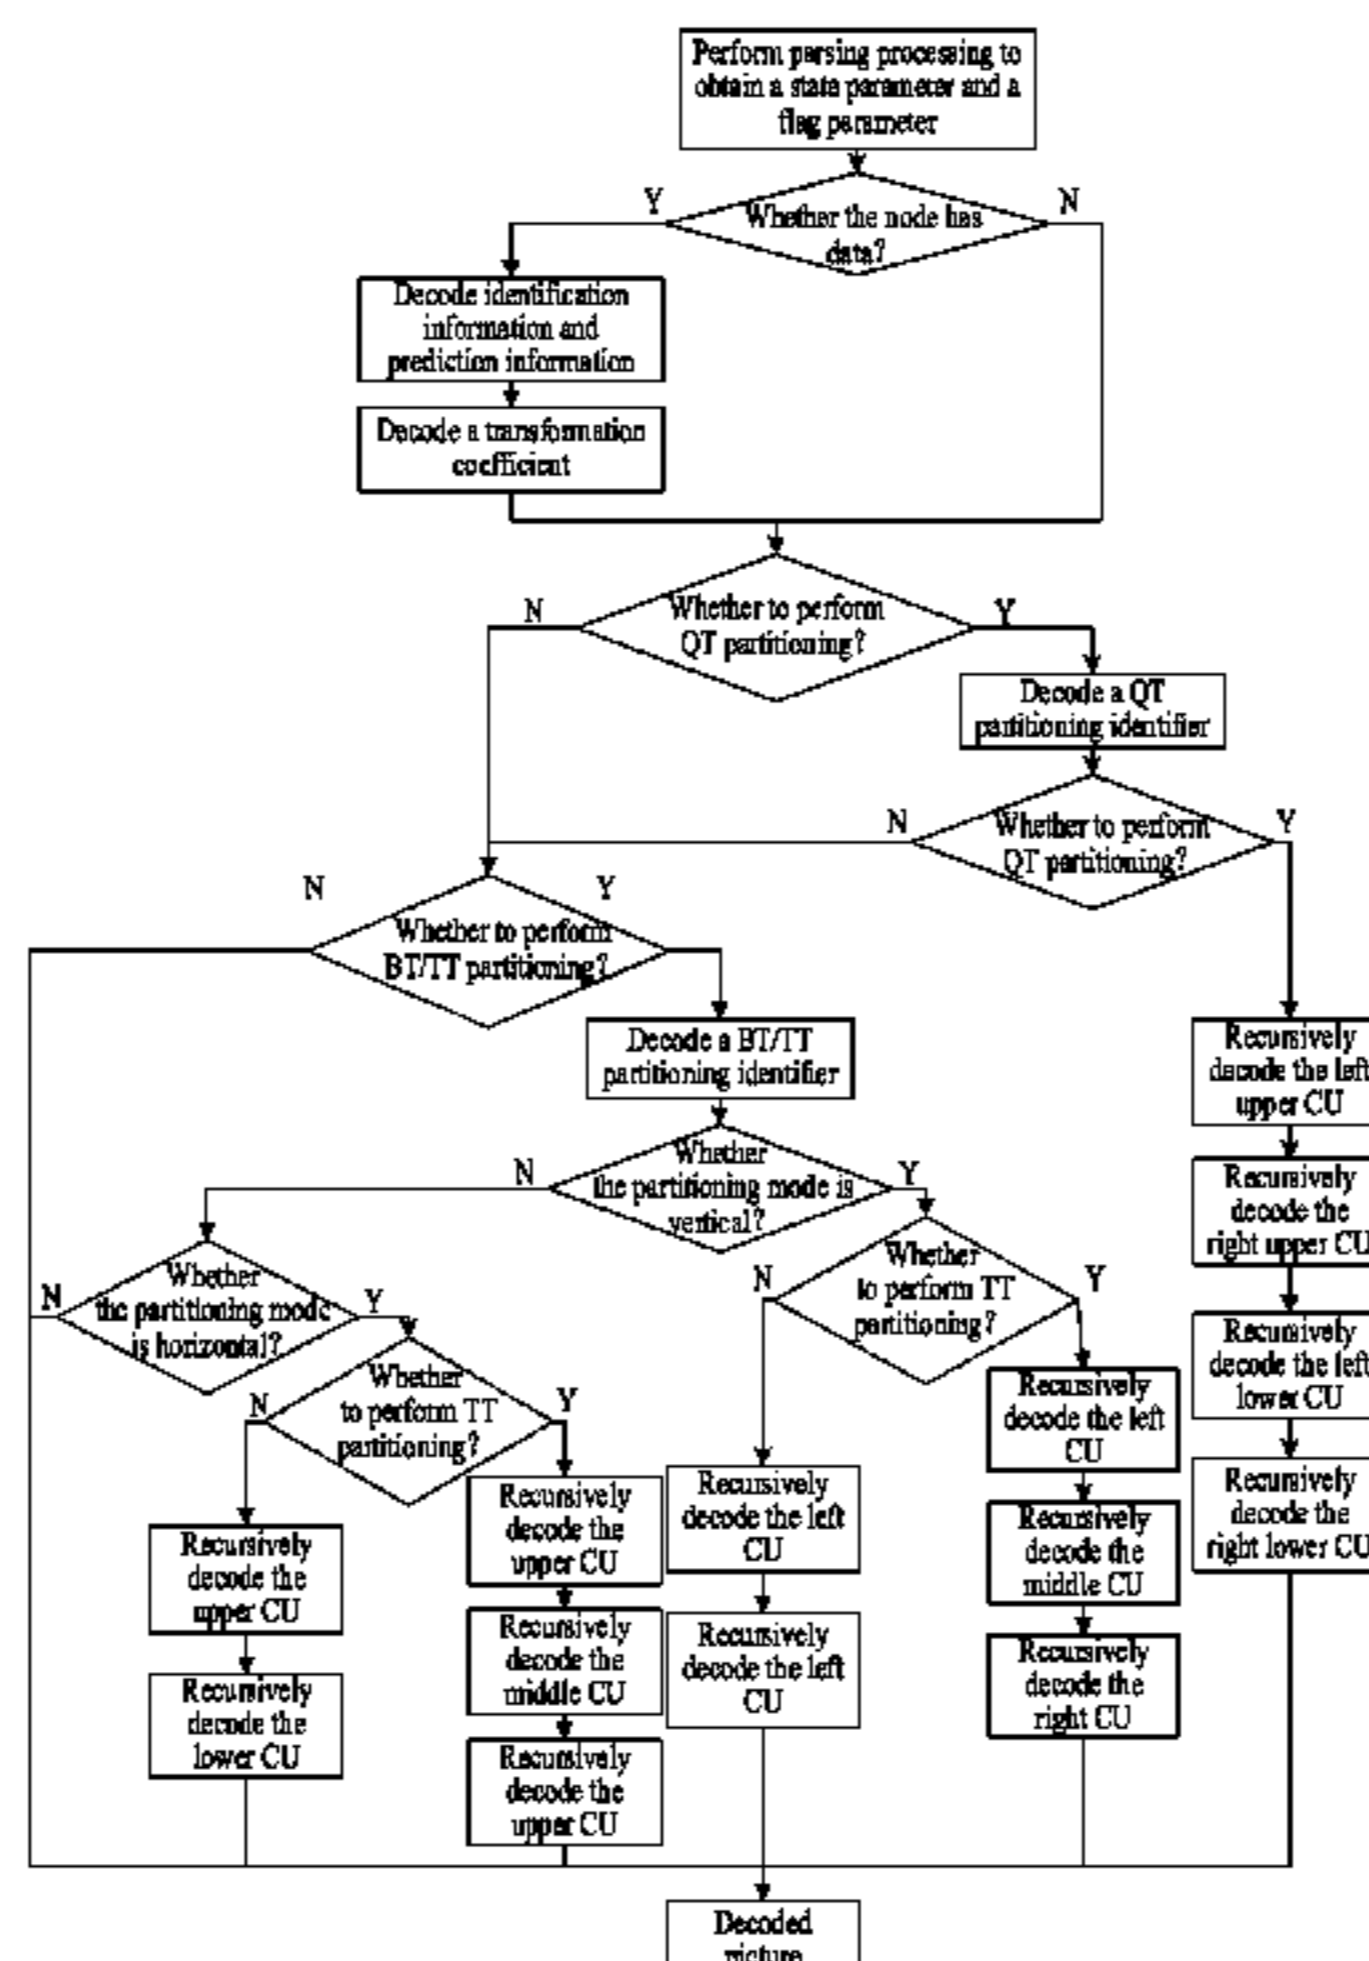 Perform parsing processing to
obtain a state parameter and a
flag parameter
Y
N
Whether the node has
data?
Decode identification
information and
prediction information
Decode a transformation
coefficient
N
Whether to perform
QT partitioning?
Y
Decode a QT
partitioning identifier
N
Whether to perform
QT partitioning?
Y
N
Y
Whether to perform
BT/TT partitioning?
Decode a BT/TT
partitioning identifier
Recursively
decode the left
upper CU
N
Whether
the partitioning mode is
vertical?
Y
Recursively
decode the
right upper CU
N
Whether
the partitioning mode
is horizontal?
Y
N
Whether
to perform TT
partitioning?
Y
Recursively
decode the left
lower CU
N
Whether
to perform TT
partitioning?
Y
Recursively
decode the left
CU
Recursively
decode the
right lower CU
Recursively
decode the
upper CU
Recursively
decode the
upper CU
Recursively
decode the left
CU
Recursively
decode the
middle CU
Recursively
decode the
lower CU
Recursively
decode the
middle CU
Recursively
decode the left
CU
Recursively
decode the
right CU
Recursively
decode the
upper CU
Decoded
picture